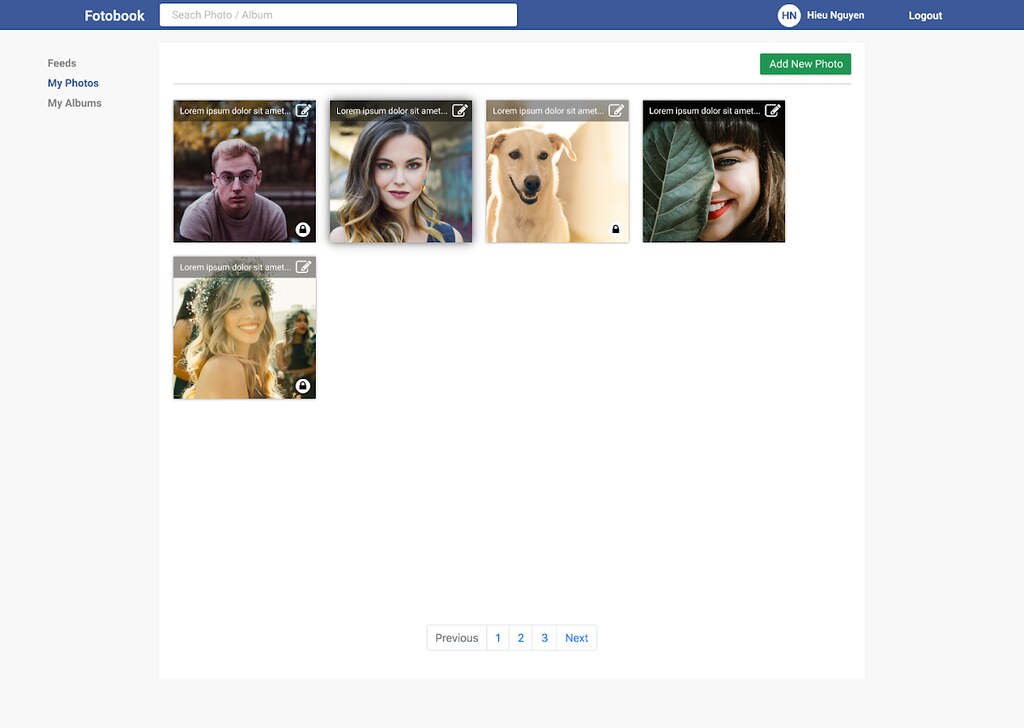 Fotobook
Seach Photo / Album
HN
Hieu Nguyen
Logout
Feeds
My Photos
My Albums
Add New Photo
Lorem ipsum dolor sit amet...
Lorem ipsum dolor sit amet...
Lorem ipsum dolor sit amet...
Lorem ipsum dolor sit amet...
Lorem ipsum dolor sit amet...
Previous 1 2 3 Next